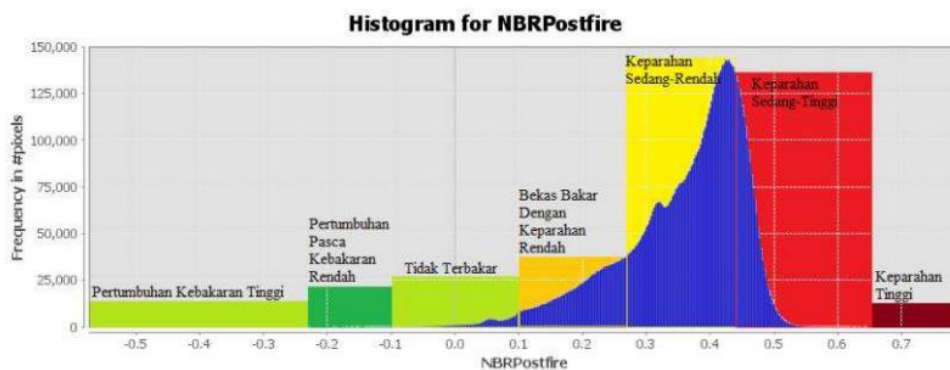 Histogram for NBRPostfire
150,000
125,000
100,000
75,000
50,000
25,000
0
Frequency in #pixels
Pertumbuhan Kebakaran Tinggi
Pertumbuhan
Pasca
Kebakaran
Rendah
Tidak Terbakar
Bekas Bakar
Dengan
Keparahan
Rendah
Keparahan
Sedang-Rendah
Keparahan
Sedang-Tinggi
Keparahan
Tinggi
-0.5 -0.4 -0.3 -0.2 -0.1 0.0 0.1 0.2 0.3 0.4 0.5 0.6 0.7
NBRPostfire